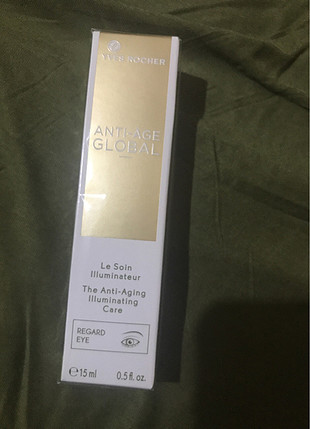 YVES ROCHER
ANTI-AGE
GLOBAL
Le Soin
Illuminateur
The Anti-Aging
Illuminating
Care
REGARD
EYE
℮15 ml 0.5 fl. oz.